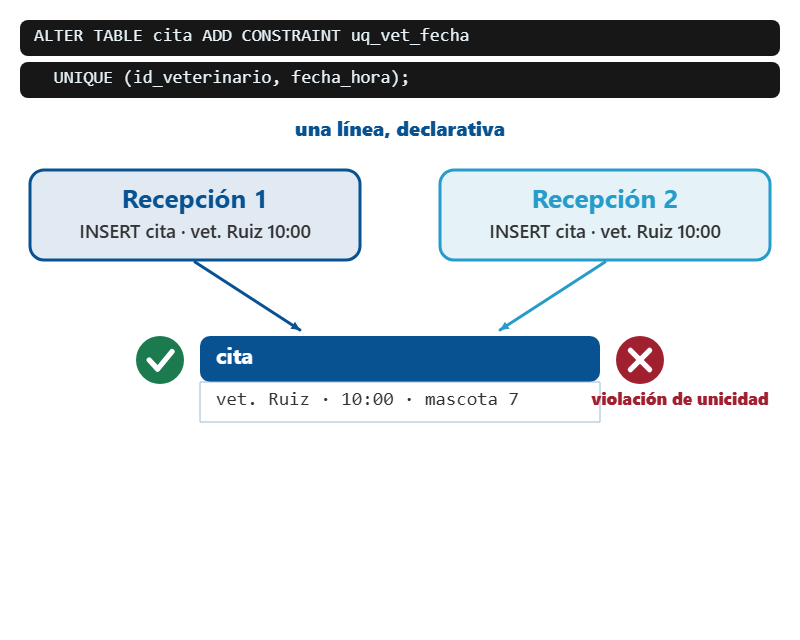 ALTER TABLE cita ADD CONSTRAINT uq_vet_fecha
UNIQUE (id_veterinario, fecha_hora);
una línea, declarativa
Recepción 1
INSERT cita · vet. Ruiz 10:00
Recepción 2
INSERT cita · vet. Ruiz 10:00
cita
vet. Ruiz · 10:00 · mascota 7
violación de unicidad